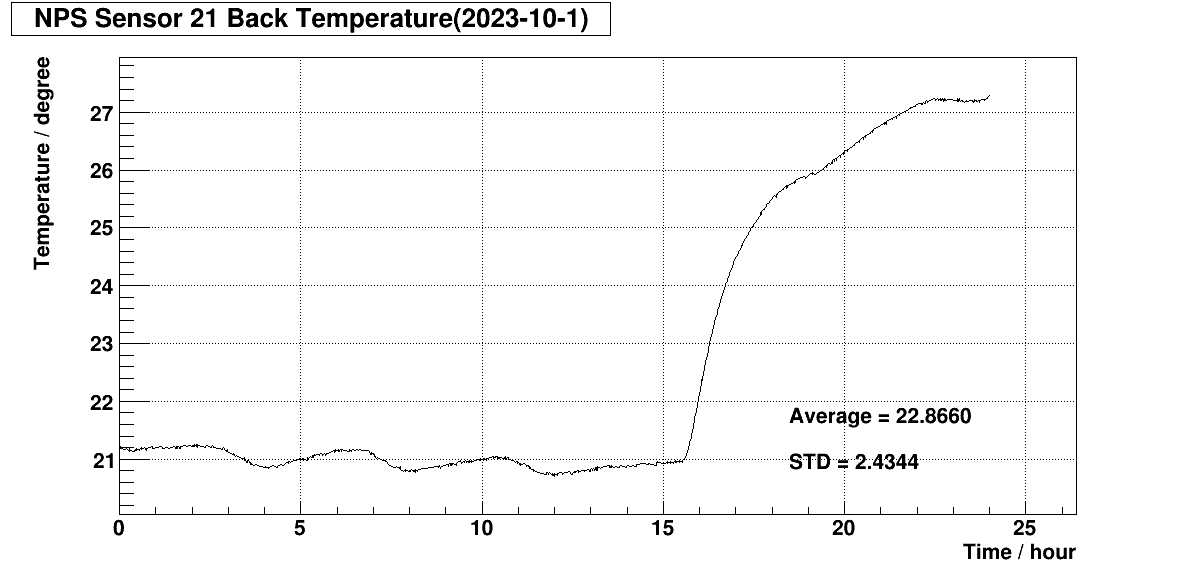 NPS Sensor 21 Back Temperature(2023-10-1)
Temperature / degree
27
26
25
24
23
22
21
Average = 22.8660
STD = 2.4344
0 5 10 15 20 25
Time / hour